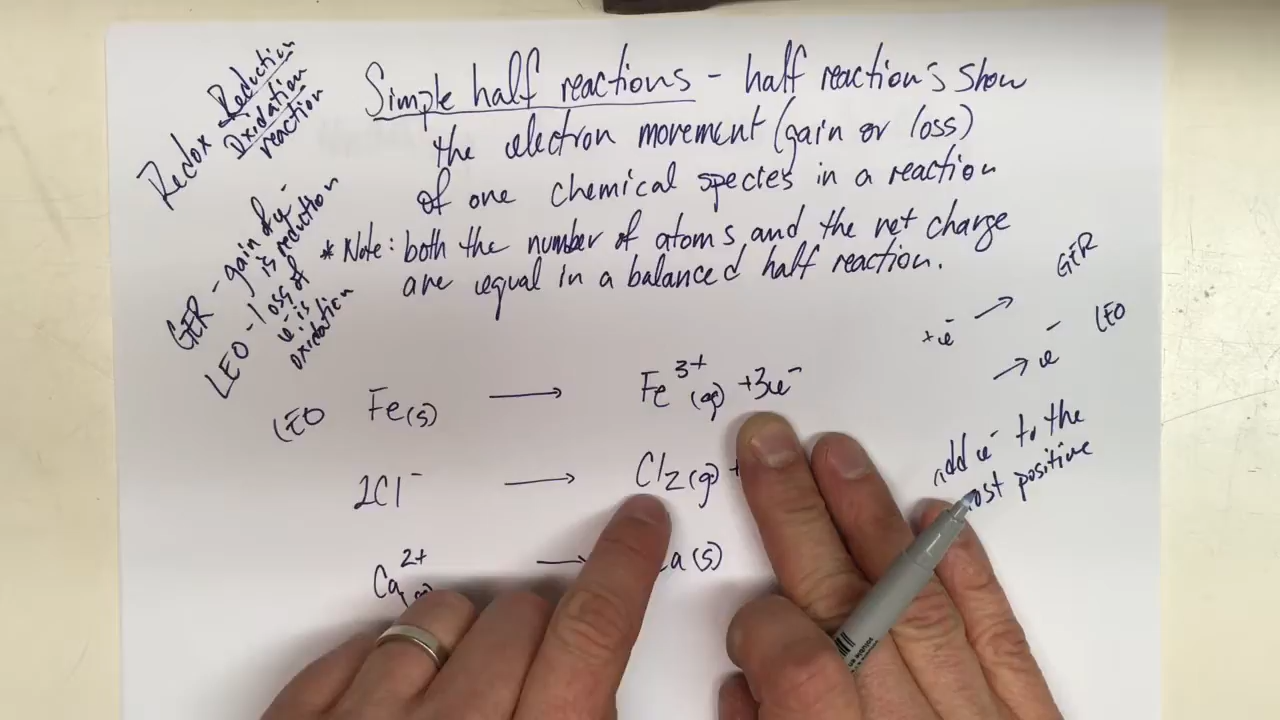 Redox Reduction
Oxidation
reaction
GER - gain of e⁻
is reduction
LEO - loss of
e⁻ is
oxidation
Simple half reactions - half reaction's show
the electron movement (gain or loss)
of one chemical species in a reaction
* Note: both the number of atoms and the net charge
are equal in a balanced half reaction.
+e⁻ → GER
→ e⁻ LEO
add e⁻ to the
most positive
LEO Fe(s) → Fe³⁺(aq) +3e⁻
2Cl⁻ → Cl₂(g) +
Ca²⁺ → Ca(s)